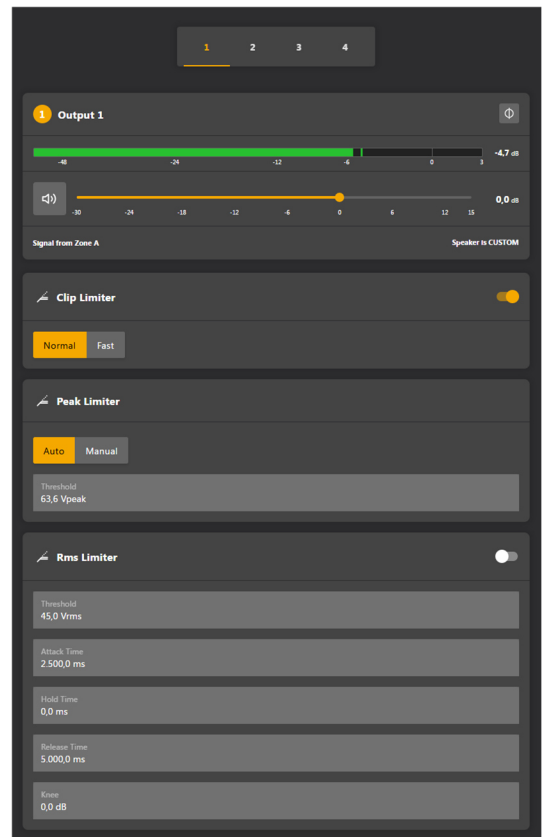 1 2 3 4
1 Output 1
-4,7 dB
-48 -24 -12 -6 0 3
0,0 dB
-30 -24 -18 -12 -6 0 6 12 15
Signal from Zone A Speaker is CUSTOM
Clip Limiter
Normal Fast
Peak Limiter
Auto Manual
Threshold
63,6 Vpeak
Rms Limiter
Threshold
45,0 Vrms
Attack Time
2.500,0 ms
Hold Time
0,0 ms
Release Time
5.000,0 ms
Knee
0,0 dB